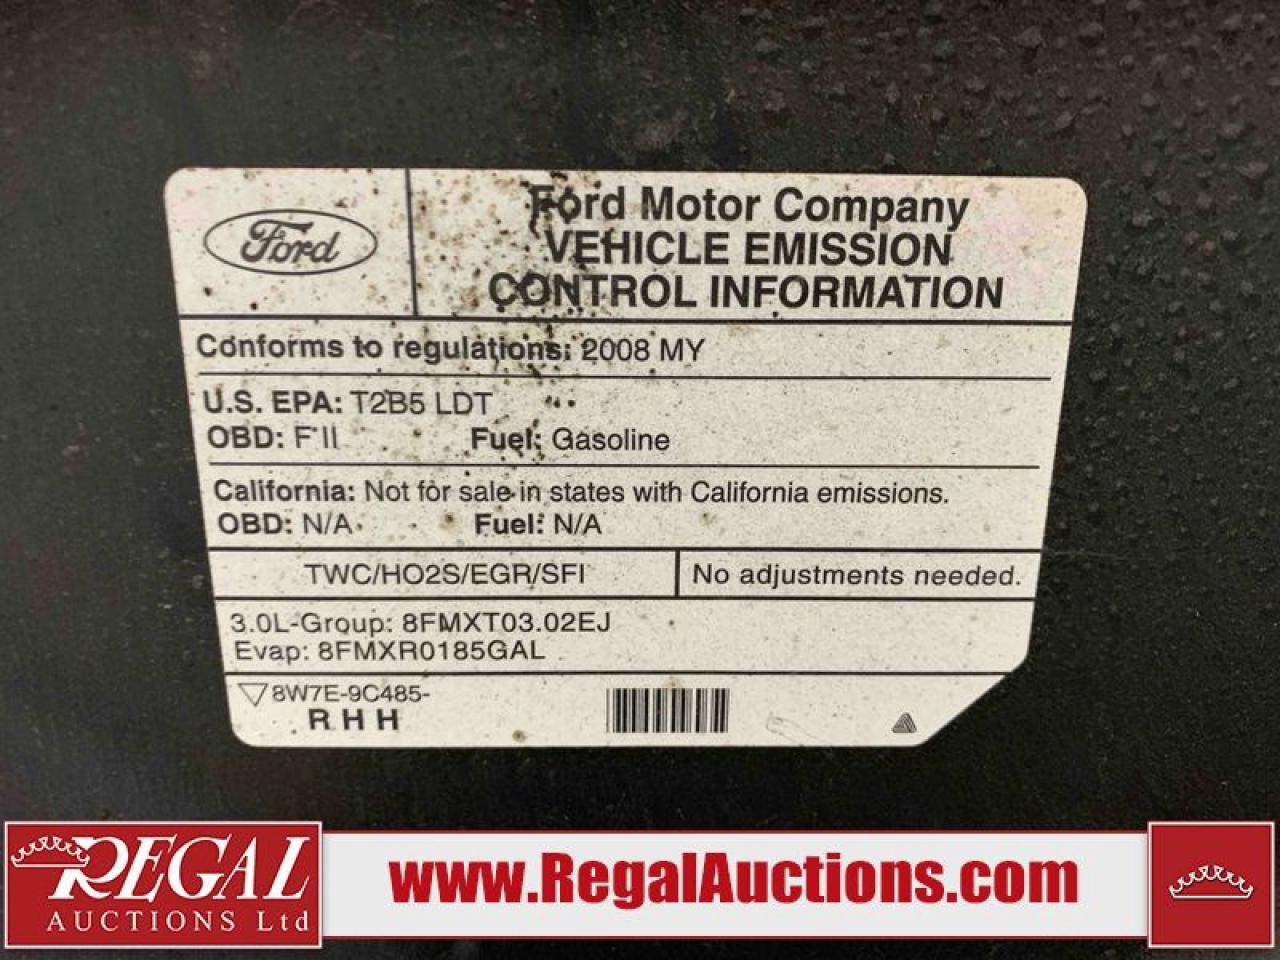 Ford
Ford Motor Company
VEHICLE EMISSION
CONTROL INFORMATION
Conforms to regulations: 2008 MY
U.S. EPA: T2B5 LDT
OBD: F II Fuel: Gasoline
California: Not for sale in states with California emissions.
OBD: N/A Fuel: N/A
TWC/HO2S/EGR/SFI No adjustments needed.
3.0L-Group: 8FMXT03.02EJ
Evap: 8FMXR0185GAL
8W7E-9C485-
R H H
REGAL
AUCTIONS Ltd
www.RegalAuctions.com